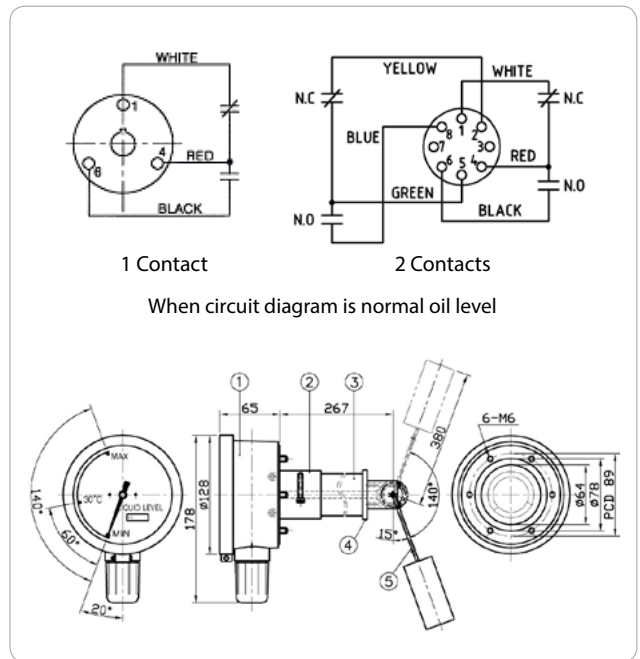 WHITE
1
4
RED
6
BLACK
1 Contact
YELLOW
WHITE
N.C
N.C
BLUE
8
1
2
7
3
6
5
4
RED
GREEN
N.O
BLACK
N.O
2 Contacts
When circuit diagram is normal oil level
1
2
3
65
267
6-M6
MAX
30°C
LIQUID LEVEL
MIN
140°
60°
20°
178
ø128
380
140°
15°
4
5
ø64
ø78
PCD 89